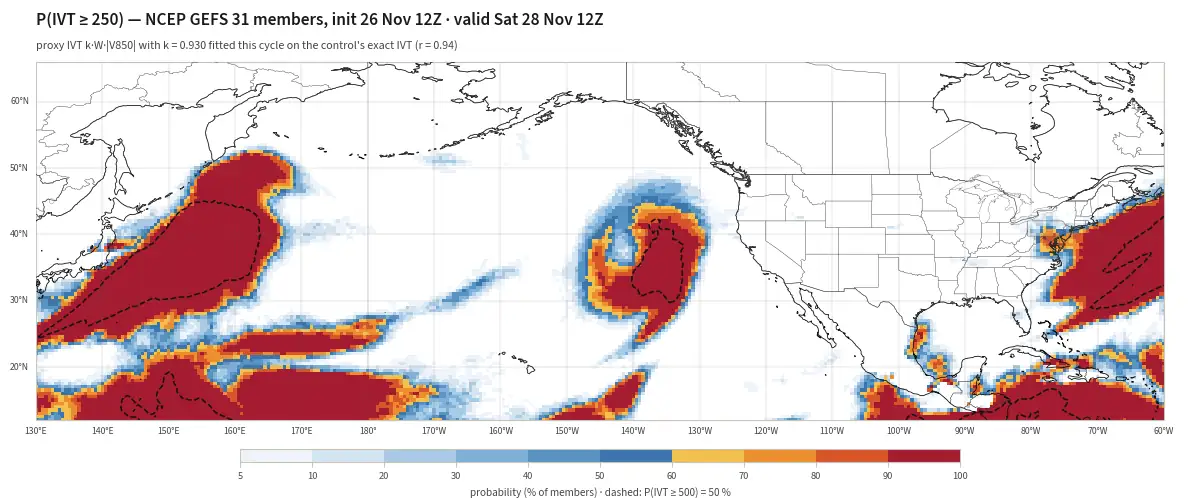 P(IVT ≥ 250) — NCEP GEFS 31 members, init 26 Nov 12Z · valid Sat 28 Nov 12Z
proxy IVT k·W·|V850| with k = 0.930 fitted this cycle on the control's exact IVT (r = 0.94)
60°N
50°N
40°N
30°N
20°N
130°E 140°E 150°E 160°E 170°E 180° 170°W 160°W 150°W 140°W 130°W 120°W 110°W 100°W 90°W 80°W 70°W 60°W
5 10 20 30 40 50 60 70 80 90 100
probability (% of members) · dashed: P(IVT ≥ 500) = 50 %